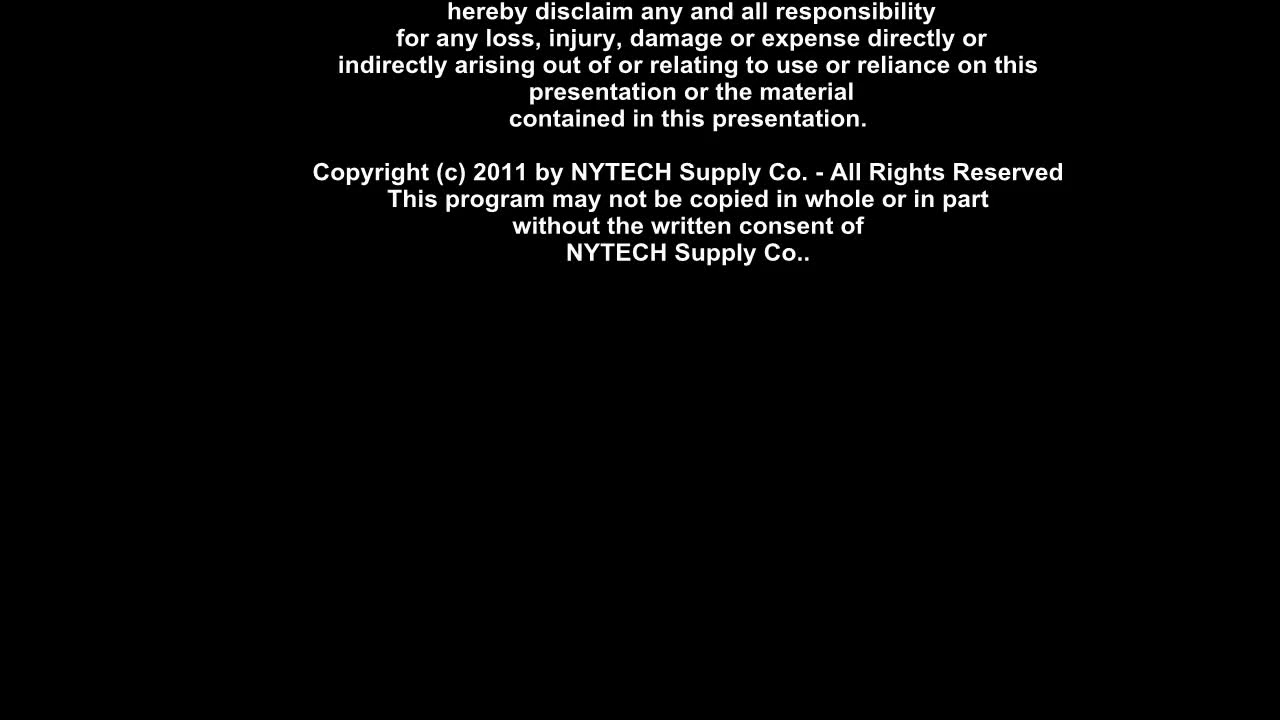 hereby disclaim any and all responsibility
for any loss, injury, damage or expense directly or
indirectly arising out of or relating to use or reliance on this
presentation or the material
contained in this presentation.
Copyright (c) 2011 by NYTECH Supply Co. - All Rights Reserved
This program may not be copied in whole or in part
without the written consent of
NYTECH Supply Co..